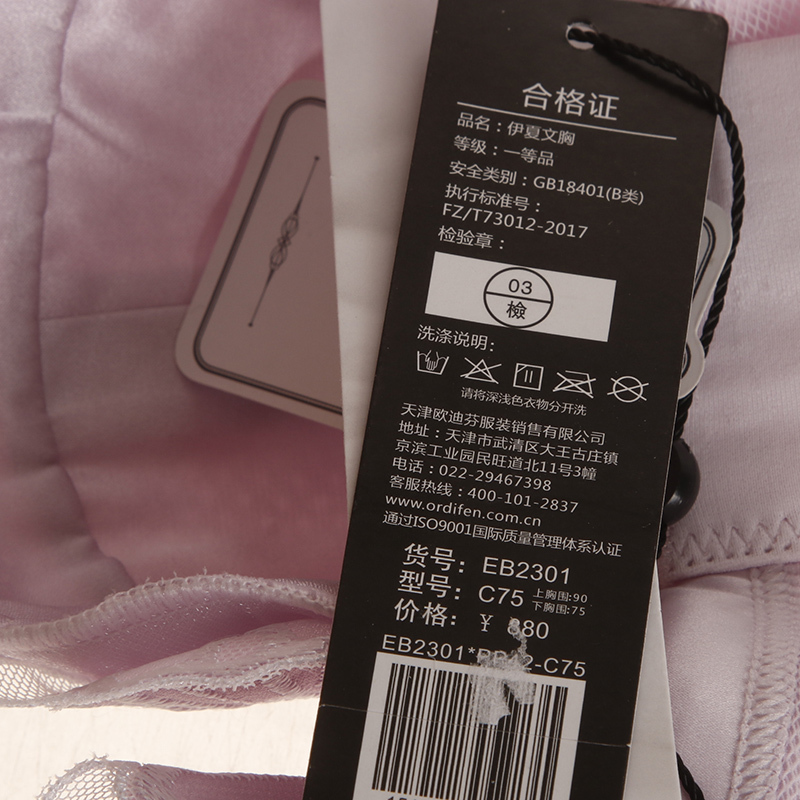 合格证
品名：伊夏文胸
等级：一等品
安全类别：GB18401(B类)
执行标准号：
FZ/T73012-2017
检验章：
03
檢
洗涤说明:
请将深浅色衣物分开洗
天津欧迪芬服装销售有限公司
地址：天津市武清区大王古庄镇
京滨工业园民旺道北11号3幢
电话：022-29467398
客服热线：400-101-2837
www.ordifen.com.cn
通过ISO9001国际质量管理体系认证
货号：EB2301
型号：C75 上胸围:90
下胸围:75
价格：￥ 880